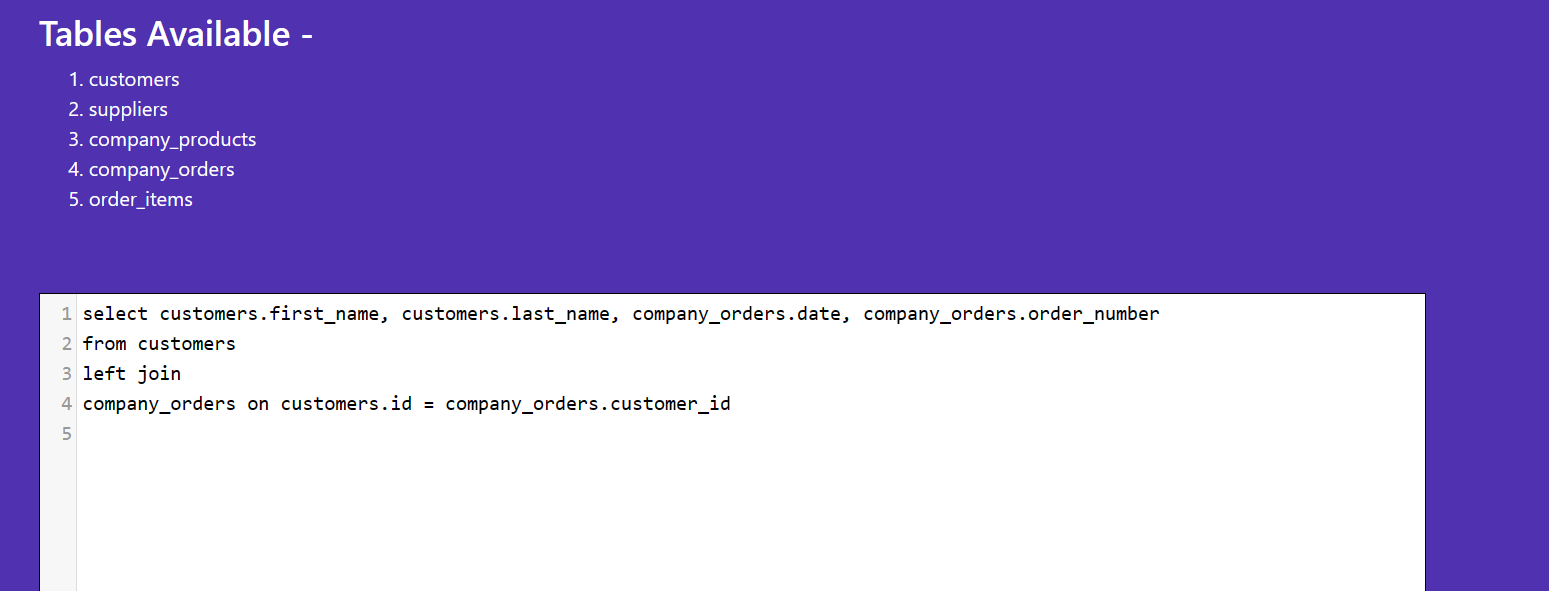 Tables Available -
1. customers
2. suppliers
3. company_products
4. company_orders
5. order_items
1 select customers.first_name, customers.last_name, company_orders.date, company_orders.order_number
2 from customers
3 left join
4 company_orders on customers.id = company_orders.customer_id
5